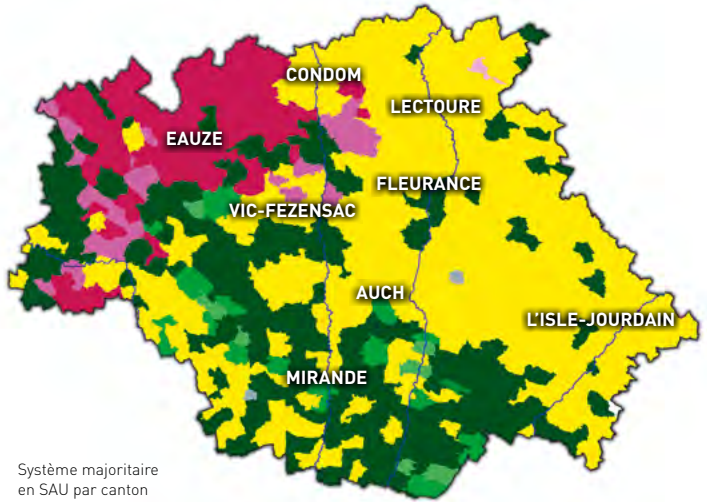 CONDOM
LECTOURE
EAUZE
FLEURANCE
VIC-FEZENSAC
AUCH
L'ISLE-JOURDAIN
MIRANDE
Système majoritaire
en SAU par canton